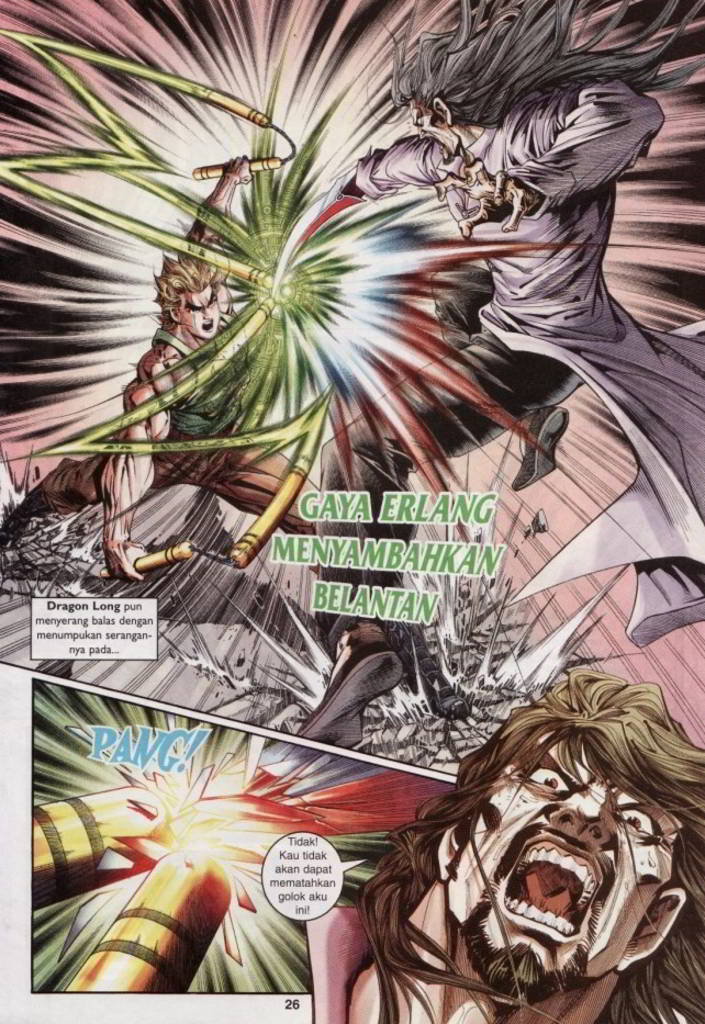 GAYA ERLANG
MENYAMBAHKAN
BELANTAN
Dragon Long pun
menyerang balas dengan
menumpukan serangan-
nya pada...
PANG!
Tidak!
Kau tidak
akan dapat
mematahkan
golok aku
ini!
26